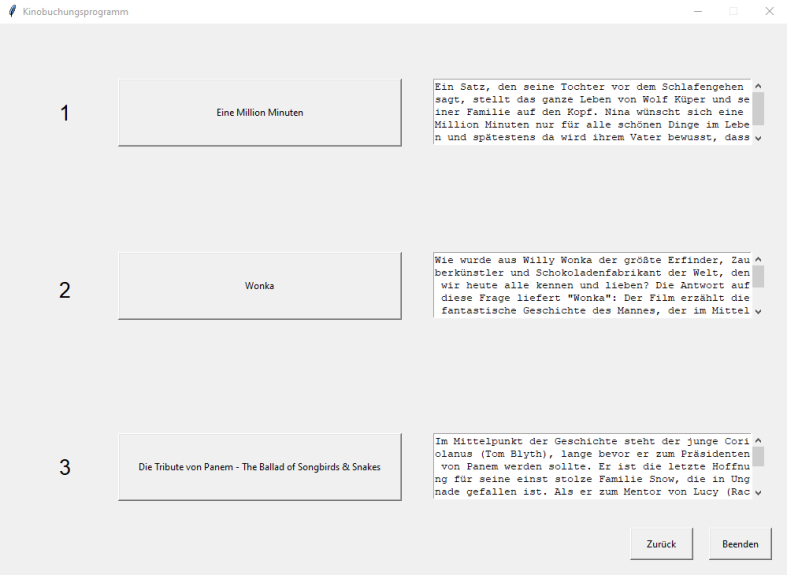 Kinobuchungsprogramm
1
Eine Million Minuten
Ein Satz, den seine Tochter vor dem Schlafengehen
sagt, stellt das ganze Leben von Wolf Küper und se
iner Familie auf den Kopf. Nina wünscht sich eine
Million Minuten nur für alle schönen Dinge im Lebe
n und spätestens da wird ihrem Vater bewusst, dass
2
Wonka
Wie wurde aus Willy Wonka der größte Erfinder, Zau
berkünstler und Schokoladenfabrikant der Welt, den
wir heute alle kennen und lieben? Die Antwort auf
diese Frage liefert "Wonka": Der Film erzählt die
fantastische Geschichte des Mannes, der im Mittel
3
Die Tribute von Panem - The Ballad of Songbirds & Snakes
Im Mittelpunkt der Geschichte steht der junge Cori
olanus (Tom Blyth), lange bevor er zum Präsidenten
von Panem werden sollte. Er ist die letzte Hoffnu
ng für seine einst stolze Familie Snow, die in Ung
nade gefallen ist. Als er zum Mentor von Lucy (Rac
Zurück
Beenden